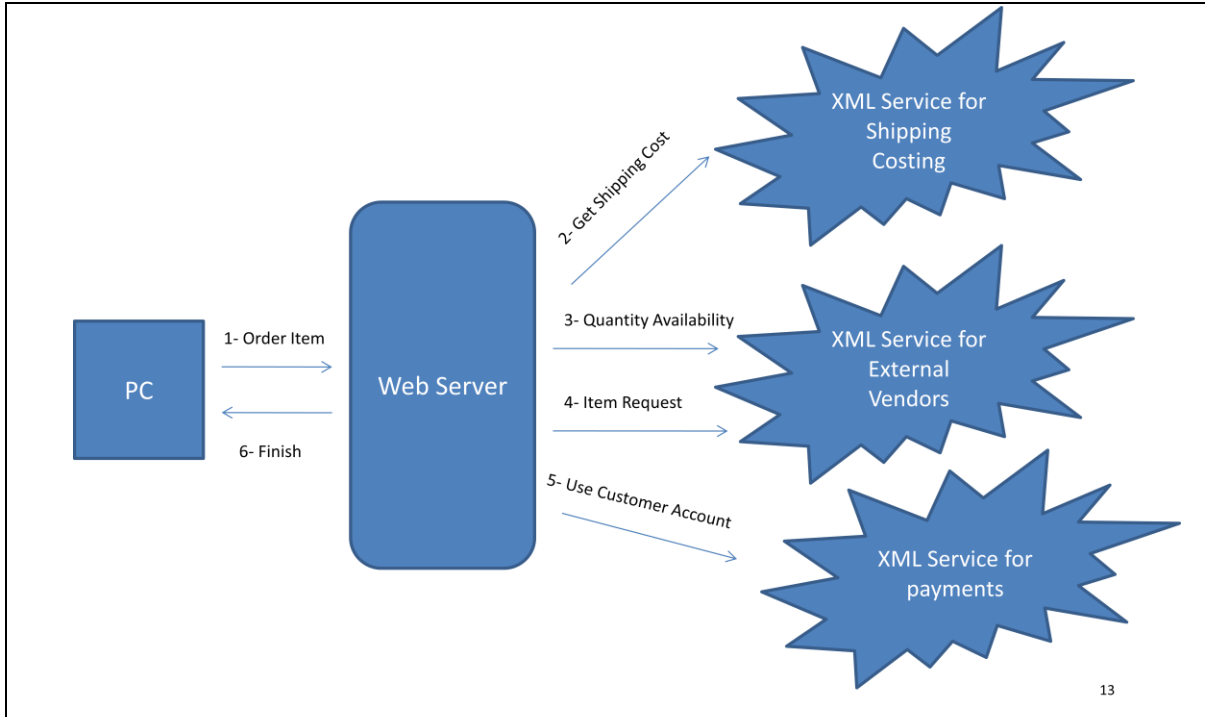 XML Service for
Shipping
Costing
2- Get Shipping Cost
3- Quantity Availability
XML Service for
External
Vendors
1- Order Item
PC
Web Server
4- Item Request
6- Finish
5- Use Customer Account
XML Service for
payments
13